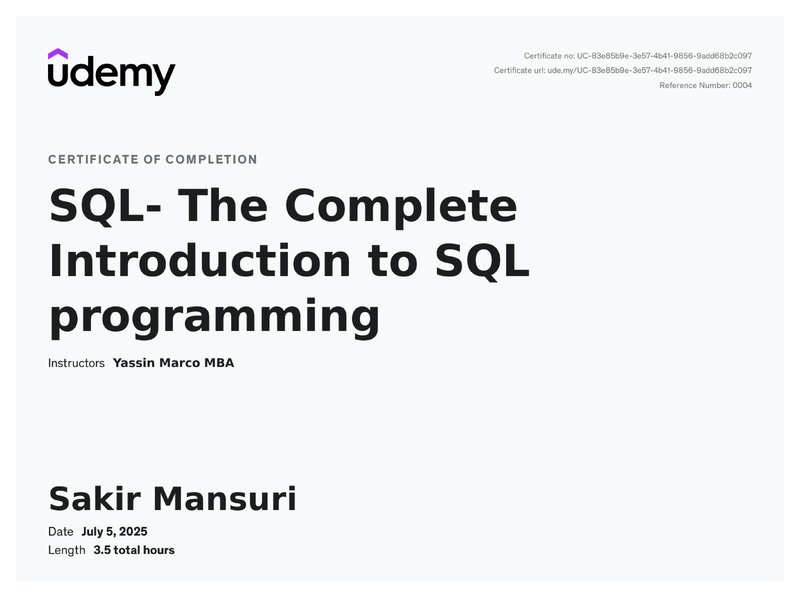 udemy
Certificate no: UC-83e85b9e-3e57-4b41-9856-9add68b2c097
Certificate url: ude.my/UC-83e85b9e-3e57-4b41-9856-9add68b2c097
Reference Number: 0004
CERTIFICATE OF COMPLETION
SQL- The Complete
Introduction to SQL
programming
Instructors Yassin Marco MBA
Sakir Mansuri
Date July 5, 2025
Length 3.5 total hours